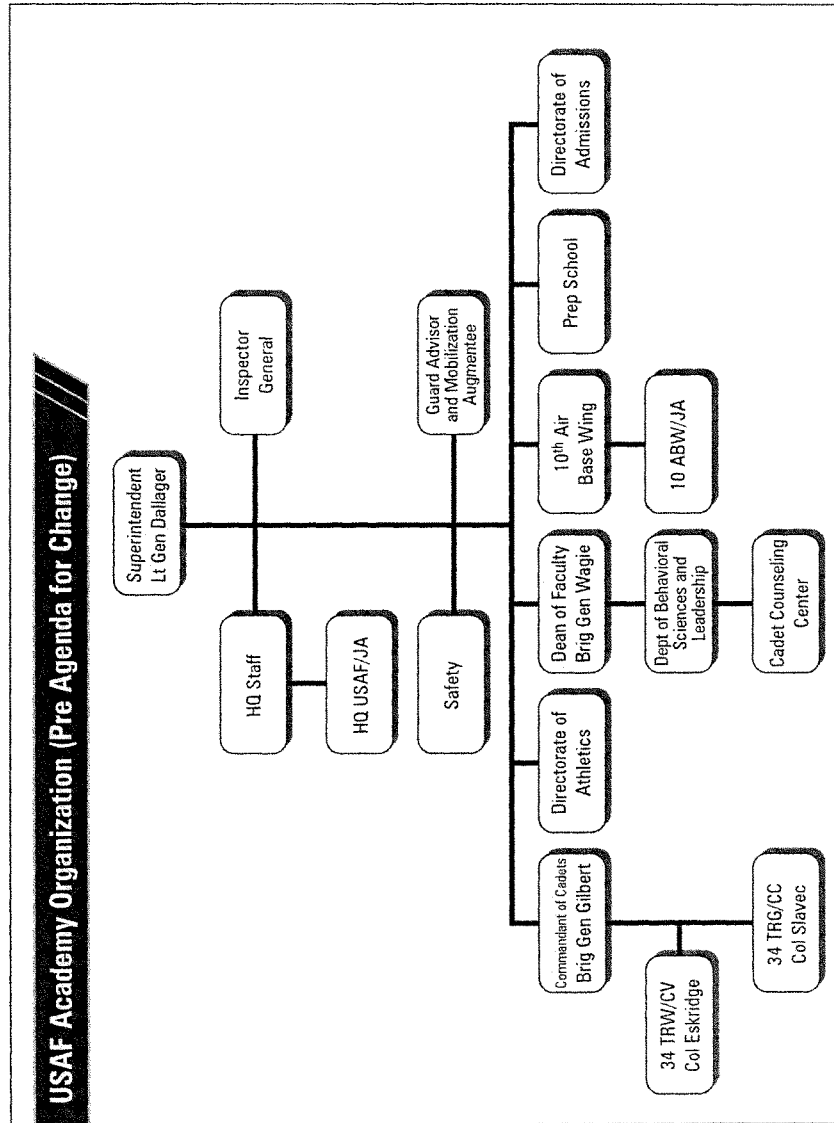 USAF Academy Organization (Pre Agenda for Change)
Superintendent
Lt Gen Dallager
HQ Staff
Inspector
General
HQ USAF/JA
Safety
Guard Advisor
and Mobilization
Augmentee
Commandant of Cadets
Brig Gen Gilbert
Directorate of
Athletics
Dean of Faculty
Brig Gen Wagie
10th Air
Base Wing
Prep School
Directorate of
Admissions
34 TRW/CV
Col Eskridge
34 TRG/CC
Col Slavec
Dept of Behavioral
Sciences and
Leadership
Cadet Counseling
Center
10 ABW/JA